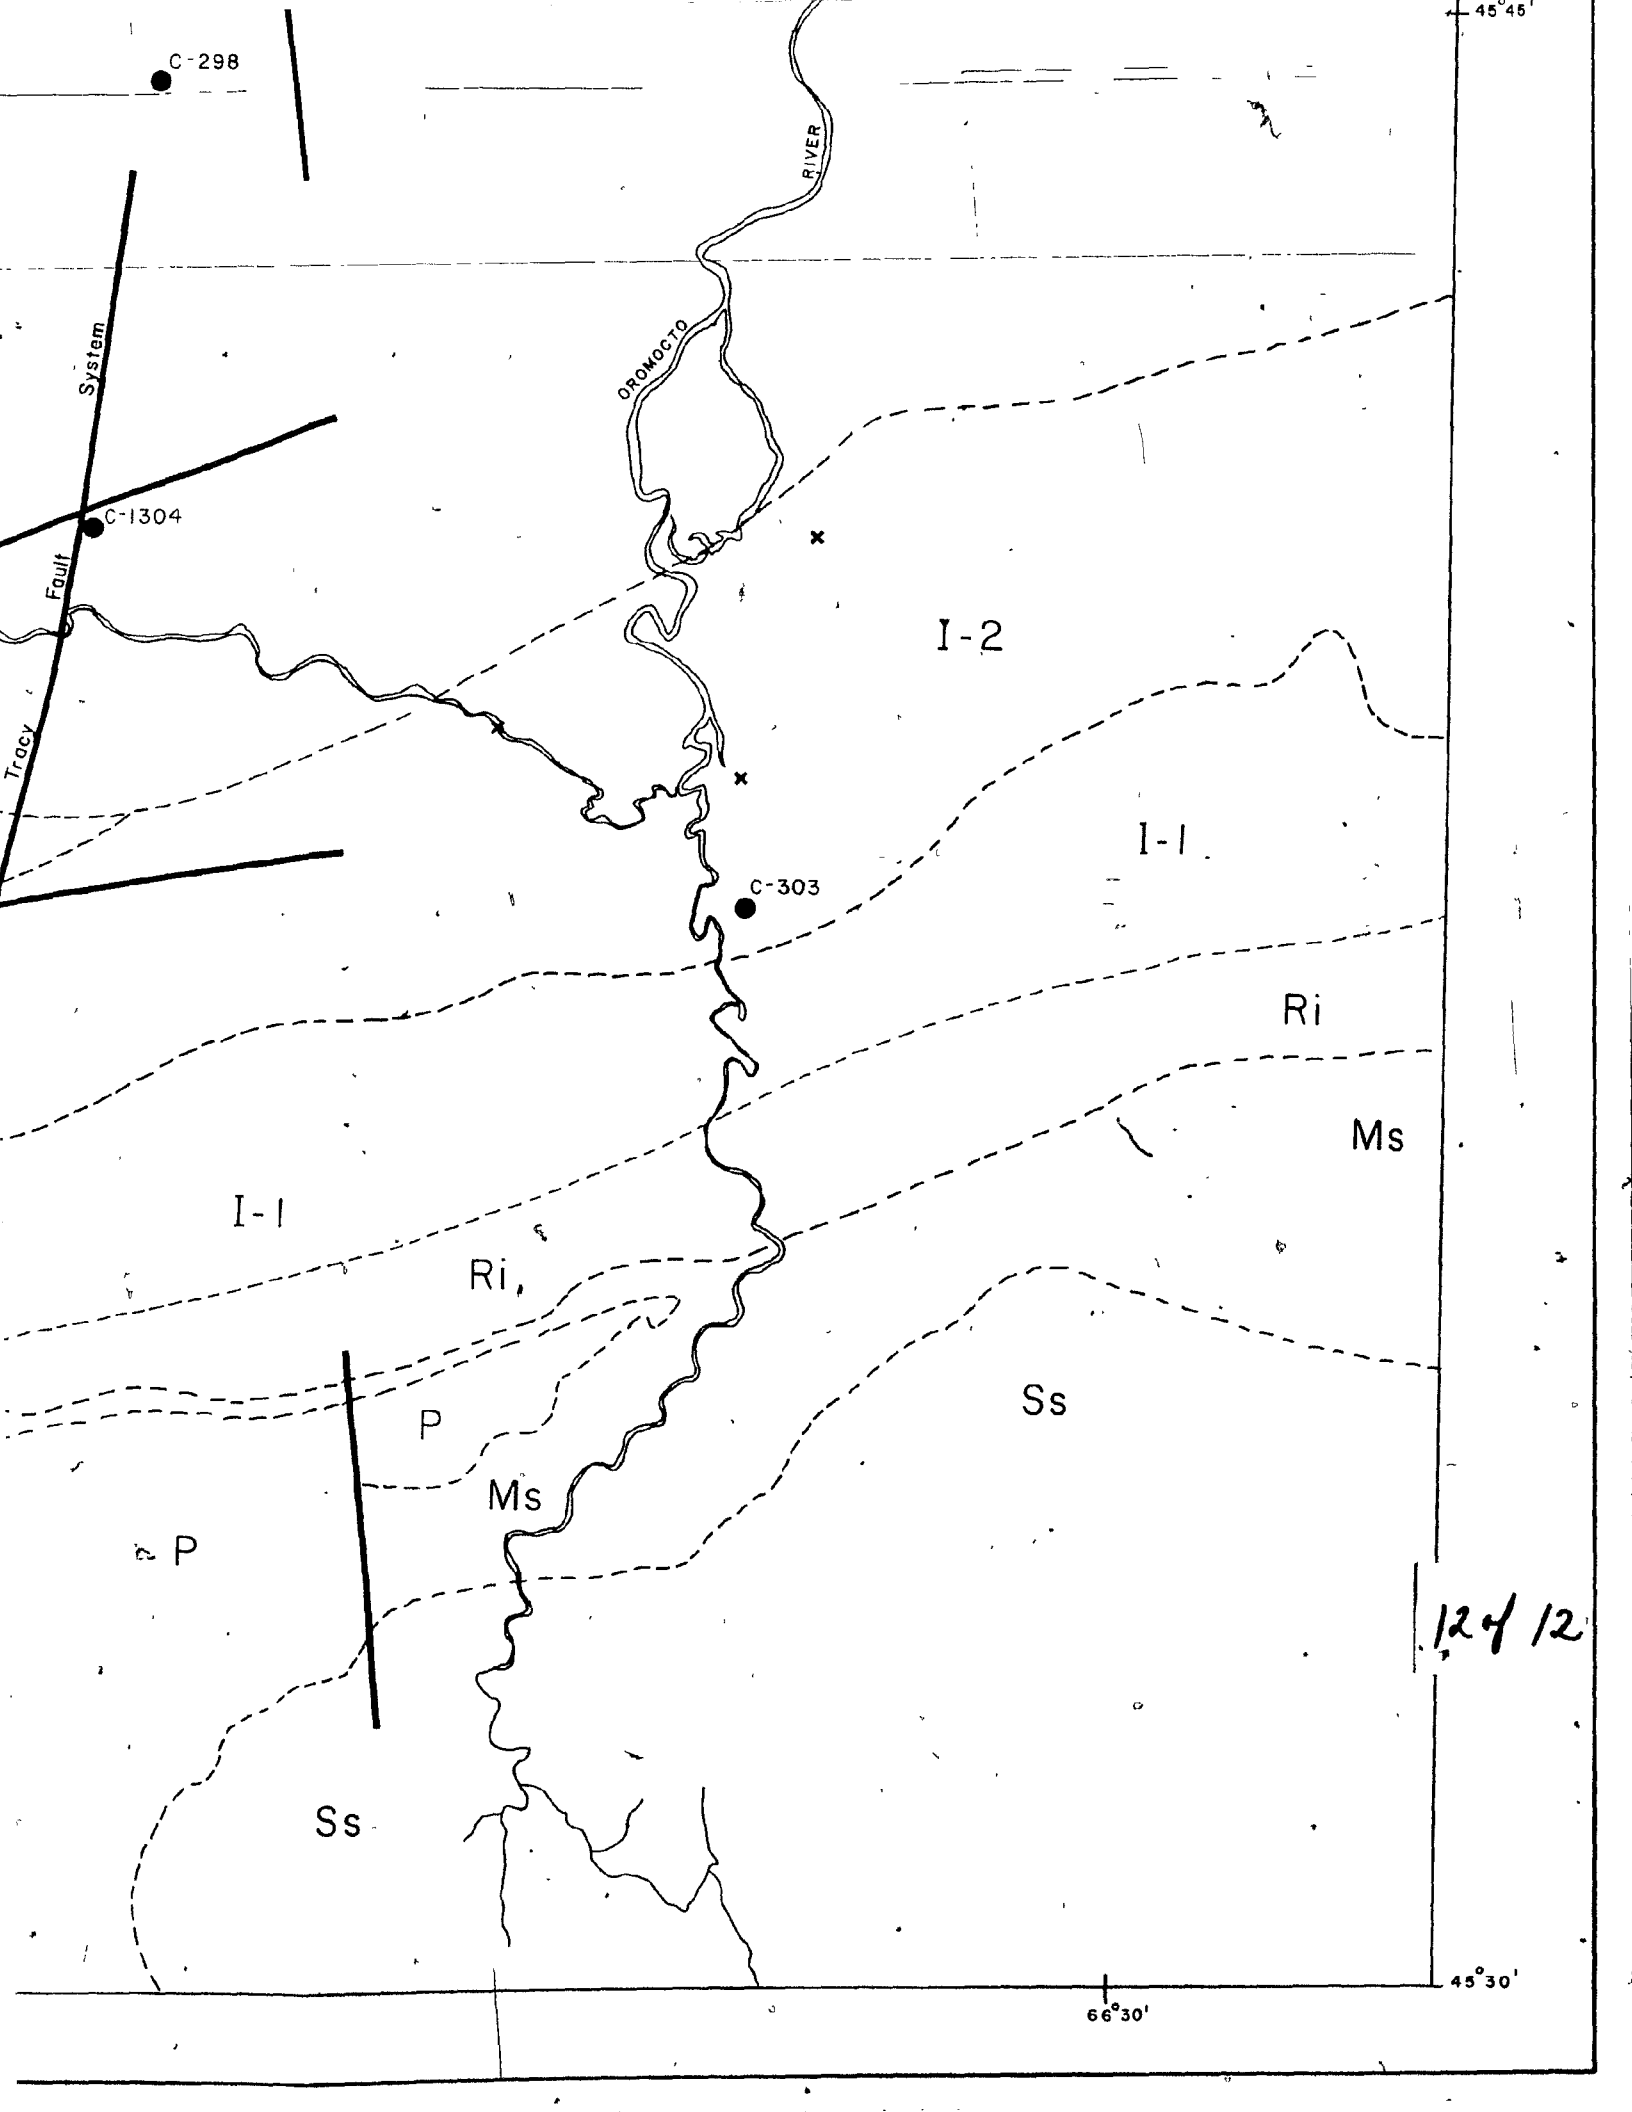 45°45'
C-298
RIVER
System
OROMOCTO
C-1304
Fault
I-2
Tracy
I-1
C-303
Ri
Ms
I-1
Ri
Ss
P
Ms
P
12 of 12
Ss
45°30'
66°30'